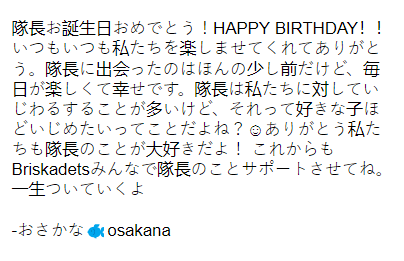 隊長お誕生日おめでとう！HAPPY BIRTHDAY！！
いつもいつも私たちを楽しませてくれてありがと
う。隊長に出会ったのはほんの少し前だけど、毎
日が楽しくて幸せです。隊長は私たちに対してい
じわるすることが多いけど、それって好きな子ほ
どいじめたいってことだよね？☺ありがとう私た
ちも隊長のことが大好きだよ！ これからも
Briskadetsみんなで隊長のことサポートさせてね。
一生ついていくよ
-おさかな🐟osakana